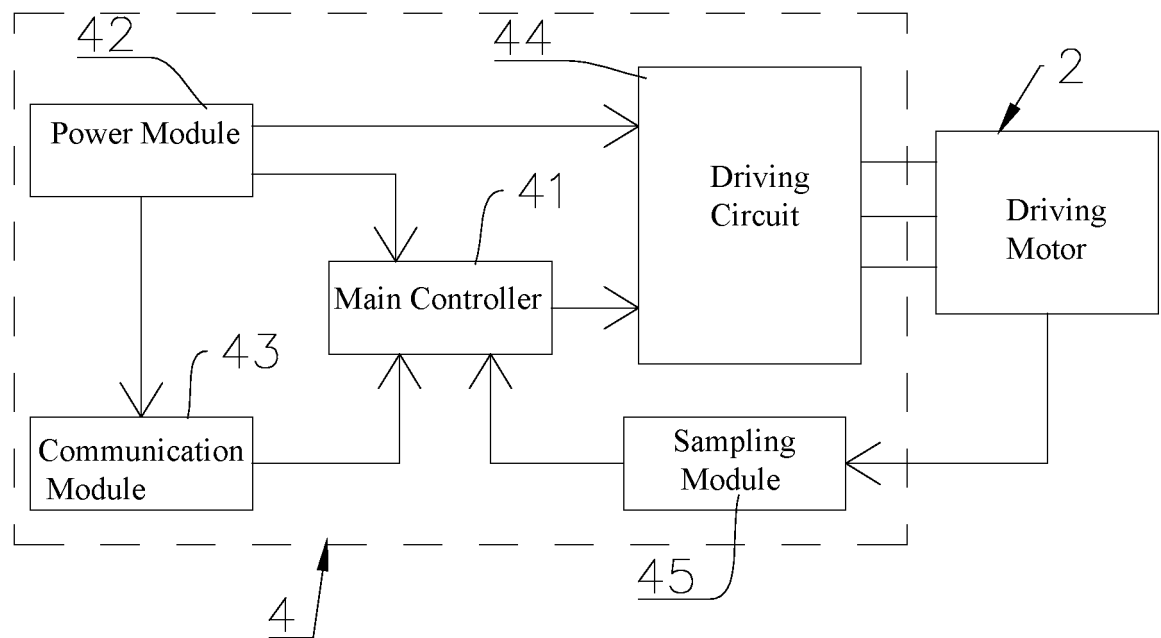 42
44
2
Power Module
Driving
Circuit
Driving
Motor
41
Main Controller
43
Communication
Module
Sampling
Module
45
4